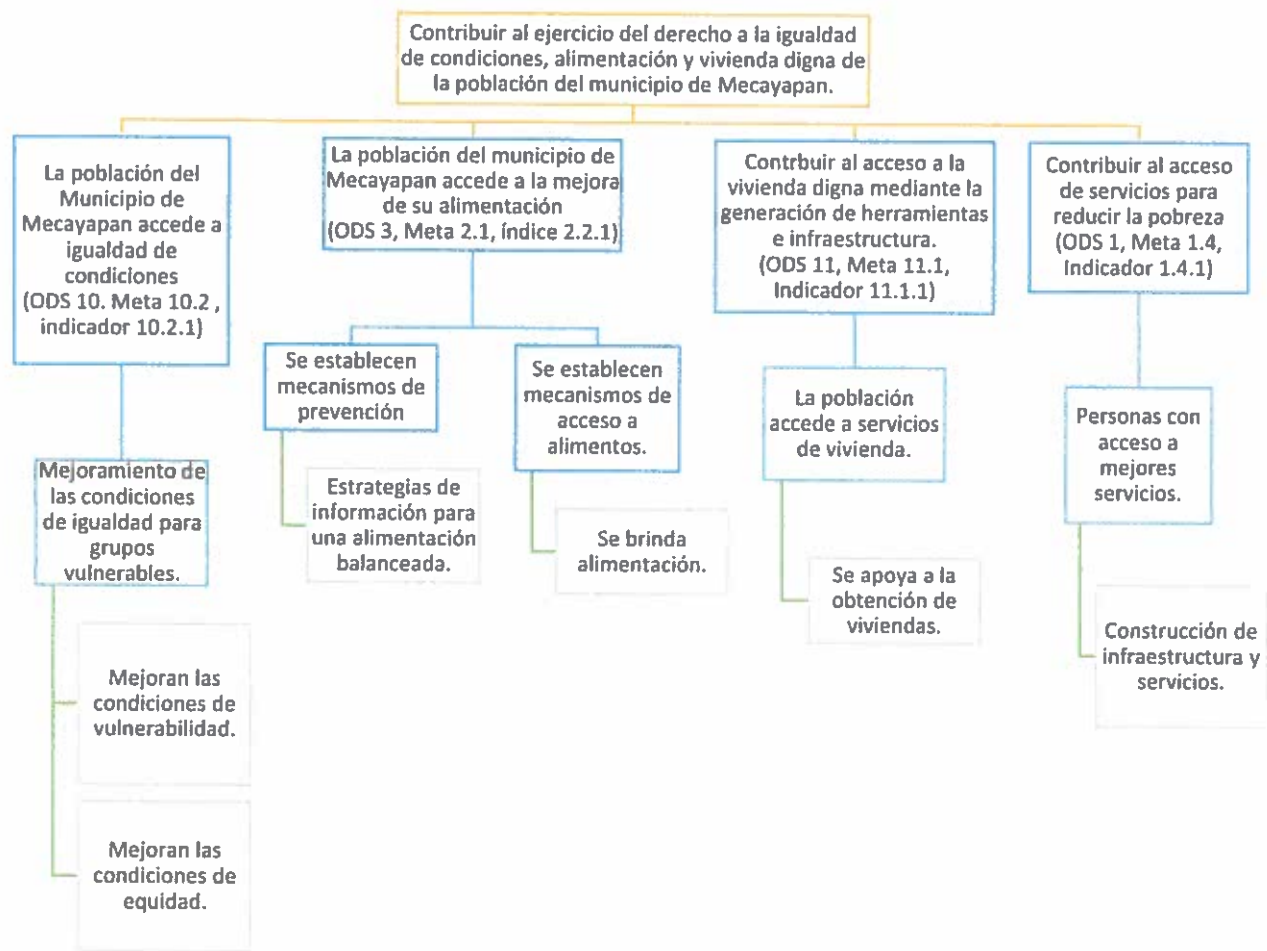 Contribuir al ejercicio del derecho a la igualdad
de condiciones, alimentación y vivienda digna de
la población del municipio de Mecayapan.
La población del
Municipio de
Mecayapan accede a
igualdad de
condiciones
(ODS 10. Meta 10.2 ,
indicador 10.2.1)
Mejoramiento de
las condiciones
de igualdad para
grupos
vulnerables.
Mejoran las
condiciones de
vulnerabilidad.
Mejoran las
condiciones de
equidad.
La población del municipio de
Mecayapan accede a la mejora
de su alimentación
(ODS 3, Meta 2.1, índice 2.2.1)
Se establecen
mecanismos de
prevención
Estrategias de
información para
una alimentación
balanceada.
Se establecen
mecanismos de
acceso a
alimentos.
Se brinda
alimentación.
Contrbuir al acceso a la
vivienda digna mediante la
generación de herramientas
e infraestructura.
(ODS 11, Meta 11.1,
Indicador 11.1.1)
La población
accede a servicios
de vivienda.
Se apoya a la
obtención de
viviendas.
Contribuir al acceso
de servicios para
reducir la pobreza
(ODS 1, Meta 1.4,
Indicador 1.4.1)
Personas con
acceso a
mejores
servicios.
Construcción de
infraestructura y
servicios.